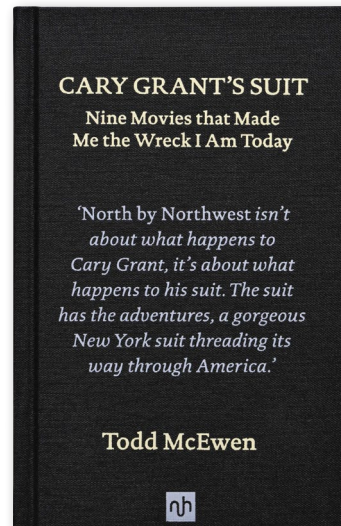 CARY GRANT'S SUIT
Nine Movies that Made
Me the Wreck I Am Today
‘North by Northwest isn’t
about what happens to
Cary Grant, it’s about what
happens to his suit. The suit
has the adventures, a gorgeous
New York suit threading its
way through America.’
Todd McEwen
nh